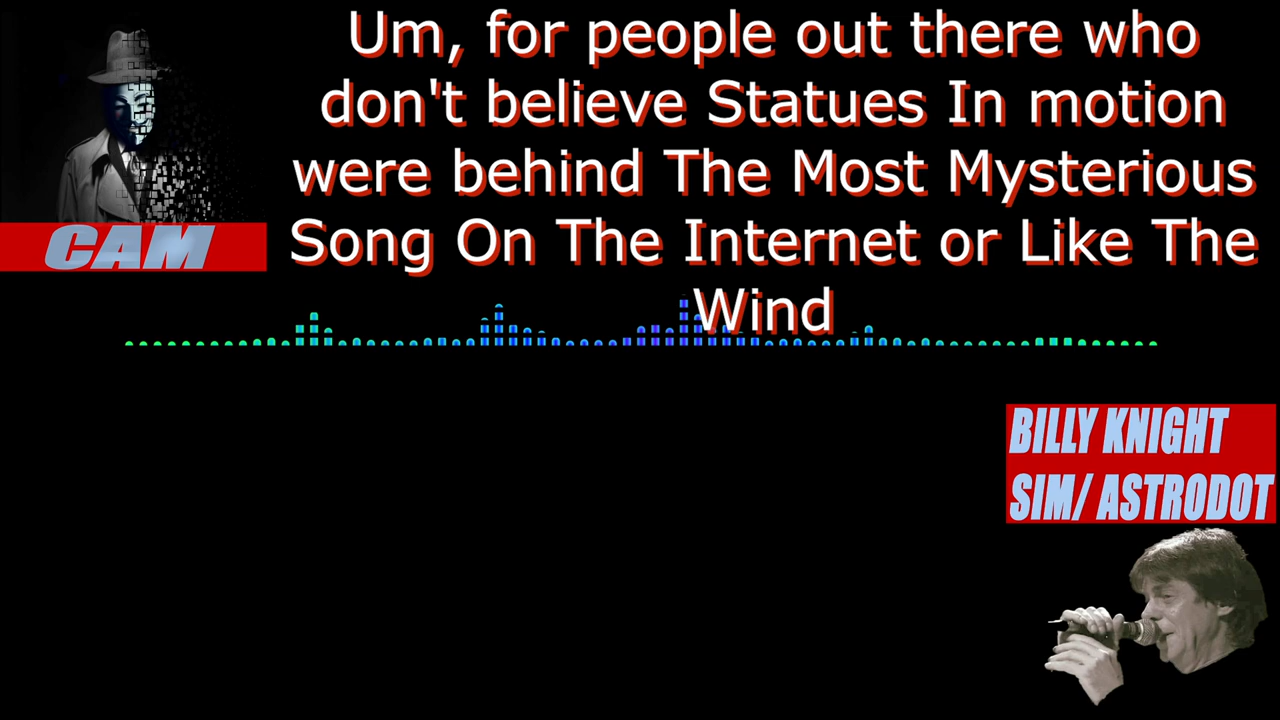 Um, for people out there who
don't believe Statues In motion
were behind The Most Mysterious
Song On The Internet or Like The
Wind
CAM
BILLY KNIGHT
SIM/ ASTRODOT